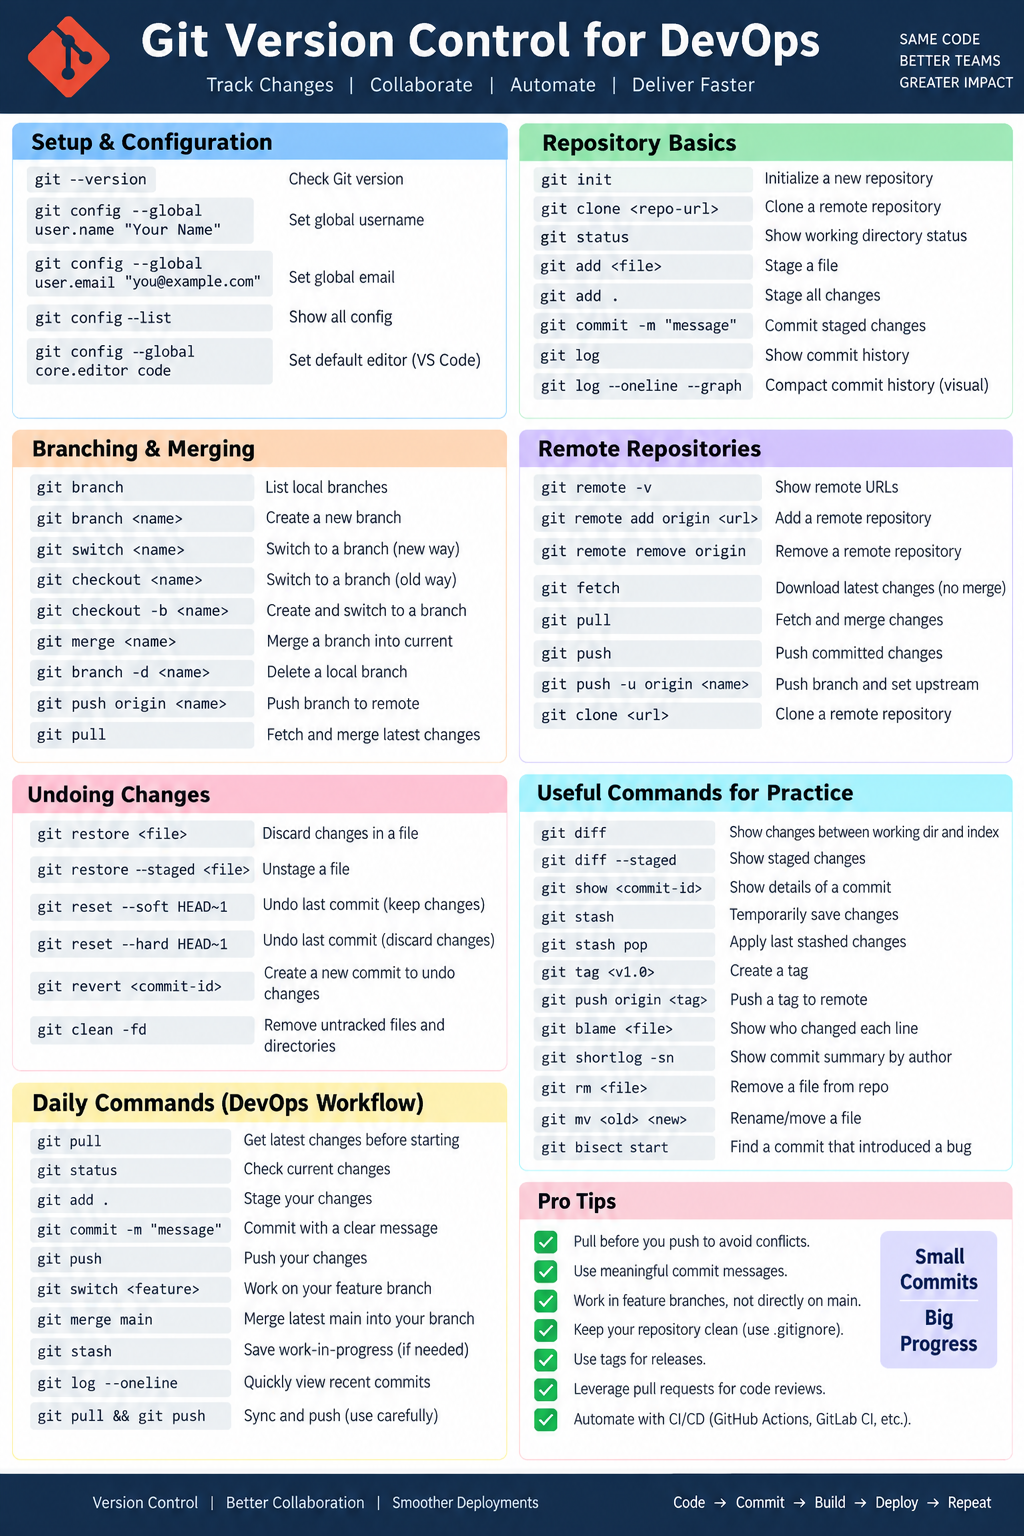 Git Version Control for DevOps
Track Changes | Collaborate | Automate | Deliver Faster
SAME CODE
BETTER TEAMS
GREATER IMPACT
Setup & Configuration
git --version Check Git version
git config --global
user.name "Your Name" Set global username
git config --global
user.email "you@example.com" Set global email
git config --list Show all config
git config --global
core.editor code Set default editor (VS Code)
Repository Basics
git init Initialize a new repository
git clone <repo-url> Clone a remote repository
git status Show working directory status
git add <file> Stage a file
git add . Stage all changes
git commit -m "message" Commit staged changes
git log Show commit history
git log --oneline --graph Compact commit history (visual)
Branching & Merging
git branch List local branches
git branch <name> Create a new branch
git switch <name> Switch to a branch (new way)
git checkout <name> Switch to a branch (old way)
git checkout -b <name> Create and switch to a branch
git merge <name> Merge a branch into current
git branch -d <name> Delete a local branch
git push origin <name> Push branch to remote
git pull Fetch and merge latest changes
Remote Repositories
git remote -v Show remote URLs
git remote add origin <url> Add a remote repository
git remote remove origin Remove a remote repository
git fetch Download latest changes (no merge)
git pull Fetch and merge changes
git push Push committed changes
git push -u origin <name> Push branch and set upstream
git clone <url> Clone a remote repository
Undoing Changes
git restore <file> Discard changes in a file
git restore --staged <file> Unstage a file
git reset --soft HEAD~1 Undo last commit (keep changes)
git reset --hard HEAD~1 Undo last commit (discard changes)
git revert <commit-id> Create a new commit to undo
changes
git clean -fd Remove untracked files and
directories
Useful Commands for Practice
git diff Show changes between working dir and index
git diff --staged Show staged changes
git show <commit-id> Show details of a commit
git stash Temporarily save changes
git stash pop Apply last stashed changes
git tag <v1.0> Create a tag
git push origin <tag> Push a tag to remote
git blame <file> Show who changed each line
git shortlog -sn Show commit summary by author
git rm <file> Remove a file from repo
git mv <old> <new> Rename/move a file
git bisect start Find a commit that introduced a bug
Daily Commands (DevOps Workflow)
git pull Get latest changes before starting
git status Check current changes
git add . Stage your changes
git commit -m "message" Commit with a clear message
git push Push your changes
git switch <feature> Work on your feature branch
git merge main Merge latest main into your branch
git stash Save work-in-progress (if needed)
git log --oneline Quickly view recent commits
git pull && git push Sync and push (use carefully)
Pro Tips
Pull before you push to avoid conflicts.
Use meaningful commit messages.
Work in feature branches, not directly on main.
Keep your repository clean (use .gitignore).
Use tags for releases.
Leverage pull requests for code reviews.
Automate with CI/CD (GitHub Actions, GitLab CI, etc.).
Small
Commits
Big
Progress
Version Control | Better Collaboration | Smoother Deployments
Code → Commit → Build → Deploy → Repeat